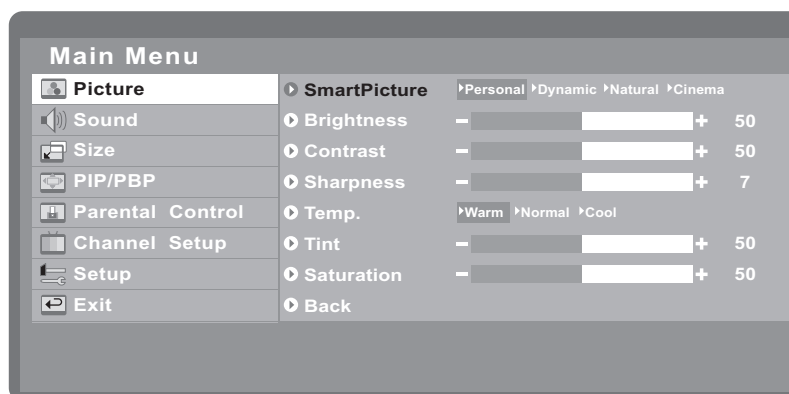 Main Menu
Picture
Sound
Size
PIP/PBP
Parental Control
Channel Setup
Setup
Exit
SmartPicture Personal Dynamic Natural Cinema
Brightness - + 50
Contrast - + 50
Sharpness - + 7
Temp. Warm Normal Cool
Tint - + 50
Saturation - + 50
Back